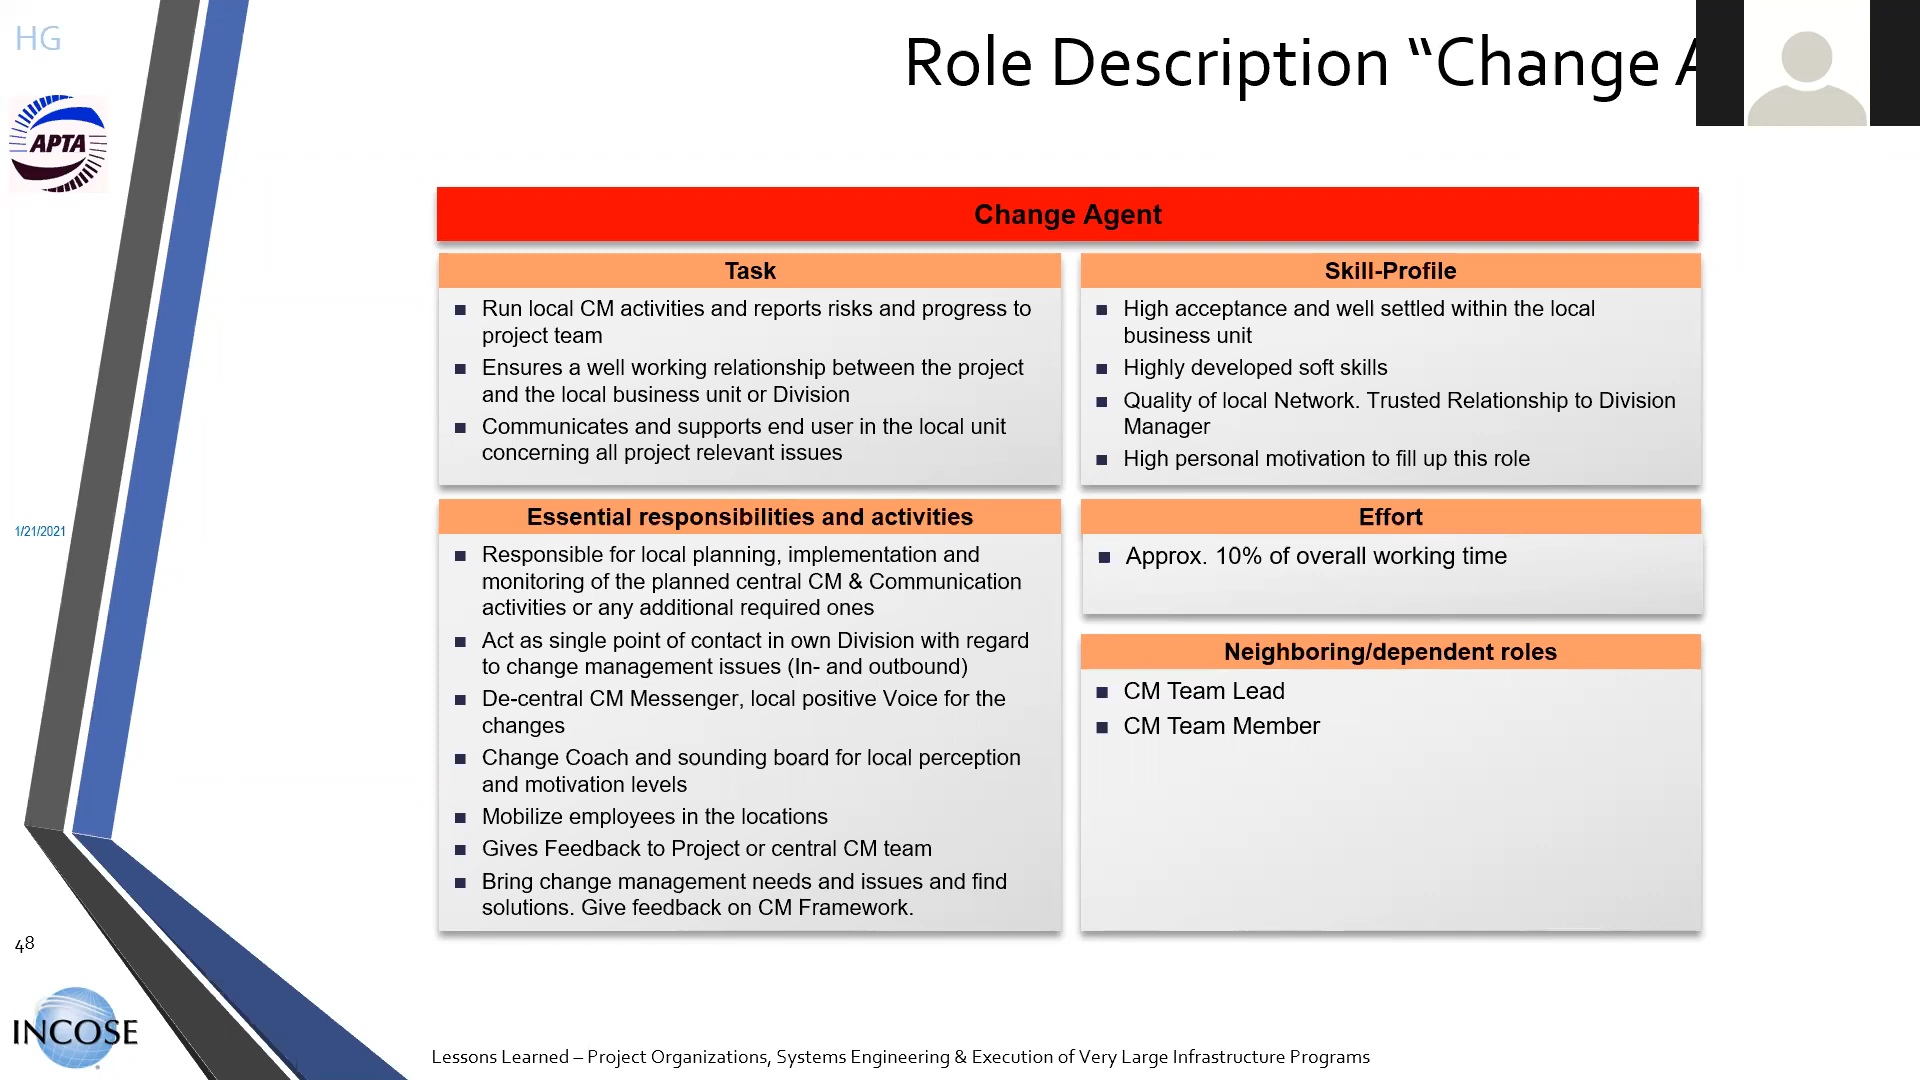 HG
Role Description “Change A
APTA
Change Agent
Task
■ Run local CM activities and reports risks and progress to
project team
■ Ensures a well working relationship between the project
and the local business unit or Division
■ Communicates and supports end user in the local unit
concerning all project relevant issues
Skill-Profile
■ High acceptance and well settled within the local
business unit
■ Highly developed soft skills
■ Quality of local Network. Trusted Relationship to Division
Manager
■ High personal motivation to fill up this role
Essential responsibilities and activities
■ Responsible for local planning, implementation and
monitoring of the planned central CM & Communication
activities or any additional required ones
■ Act as single point of contact in own Division with regard
to change management issues (In- and outbound)
■ De-central CM Messenger, local positive Voice for the
changes
■ Change Coach and sounding board for local perception
and motivation levels
■ Mobilize employees in the locations
■ Gives Feedback to Project or central CM team
■ Bring change management needs and issues and find
solutions. Give feedback on CM Framework.
Effort
■ Approx. 10% of overall working time
Neighboring/dependent roles
■ CM Team Lead
■ CM Team Member
1/21/2021
48
INCOSE
Lessons Learned – Project Organizations, Systems Engineering & Execution of Very Large Infrastructure Programs